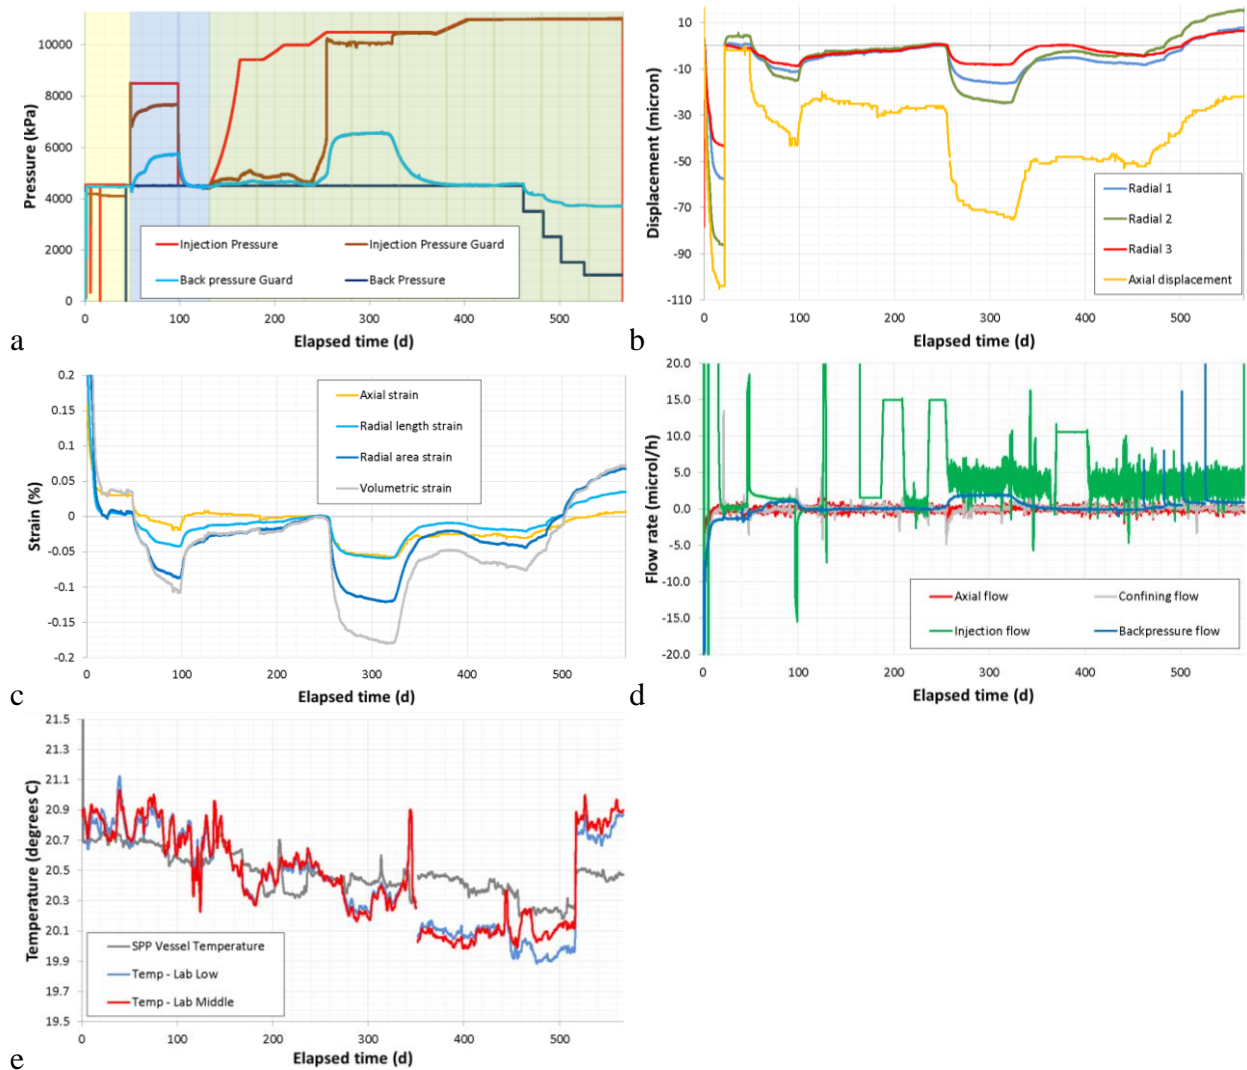 Pressure (kPa)
10000
8000
6000
4000
2000
0
Injection Pressure
Injection Pressure Guard
Back pressure Guard
Back Pressure
0 100 200 300 400 500
Elapsed time (d)
a
Displacement (micron)
10
-10
-30
-50
-70
-90
-110
Radial 1
Radial 2
Radial 3
Axial displacement
0 100 200 300 400 500
Elapsed time (d)
b
Strain (%)
0.2
0.15
0.1
0.05
0
-0.05
-0.1
-0.15
-0.2
Axial strain
Radial length strain
Radial area strain
Volumetric strain
0 100 200 300 400 500
Elapsed time (d)
c
Flow rate (microl/h)
20.0
15.0
10.0
5.0
0.0
-5.0
-10.0
-15.0
-20.0
Axial flow
Confining flow
Injection flow
Backpressure flow
0 100 200 300 400 500
Elapsed time (d)
d
Temperature (degrees C)
21.5
21.3
21.1
20.9
20.7
20.5
20.3
20.1
19.9
19.7
19.5
SPP Vessel Temperature
Temp - Lab Low
Temp - Lab Middle
0 100 200 300 400 500
Elapsed time (d)
e